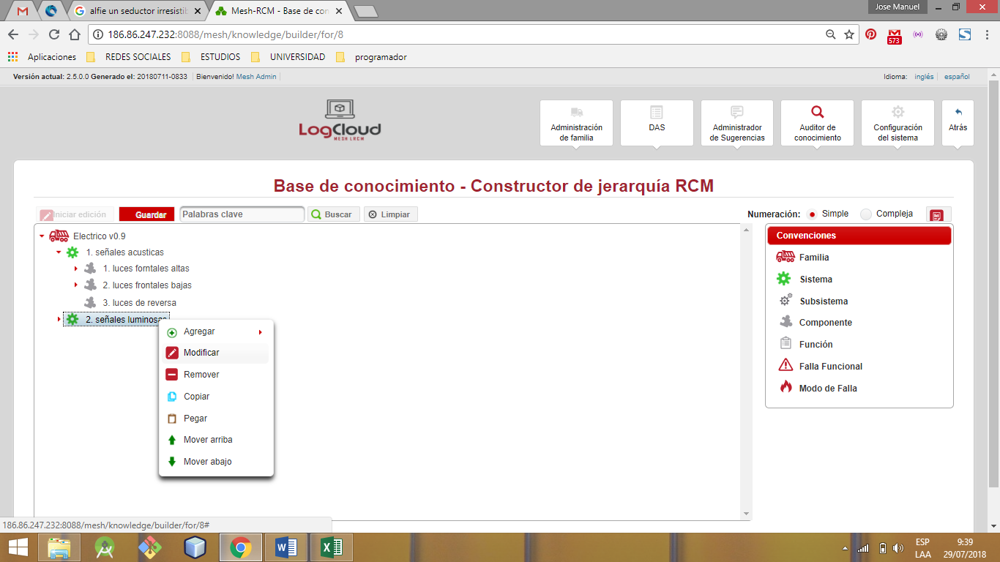 Jose Manuel
alfie un seductor irresistib
Mesh-RCM - Base de con
186.86.247.232:8088/mesh/knowledge/builder/for/8
573
Aplicaciones REDES SOCIALES ESTUDIOS UNIVERSIDAD programador
Versión actual: 2.5.0.0 Generado el: 20180711-0833 Bienvenido! Mesh Admin
Idioma: inglés español
LogCloud
MESH LRCM
Administración
de familia
DAS
Administrador
de Sugerencias
Auditor de
conocimiento
Configuración
del sistema
Atrás
Base de conocimiento - Constructor de jerarquía RCM
Iniciar edición Guardar Palabras clave Buscar Limpiar
Numeración: Simple Compleja
Electrico v0.9
1. señales acusticas
1. luces forntales altas
2. luces frontales bajas
3. luces de reversa
2. señales luminosas
Agregar
Modificar
Remover
Copiar
Pegar
Mover arriba
Mover abajo
Convenciones
Familia
Sistema
Subsistema
Componente
Función
Falla Funcional
Modo de Falla
186.86.247.232:8088/mesh/knowledge/builder/for/8#
ESP
LAA
9:39
29/07/2018